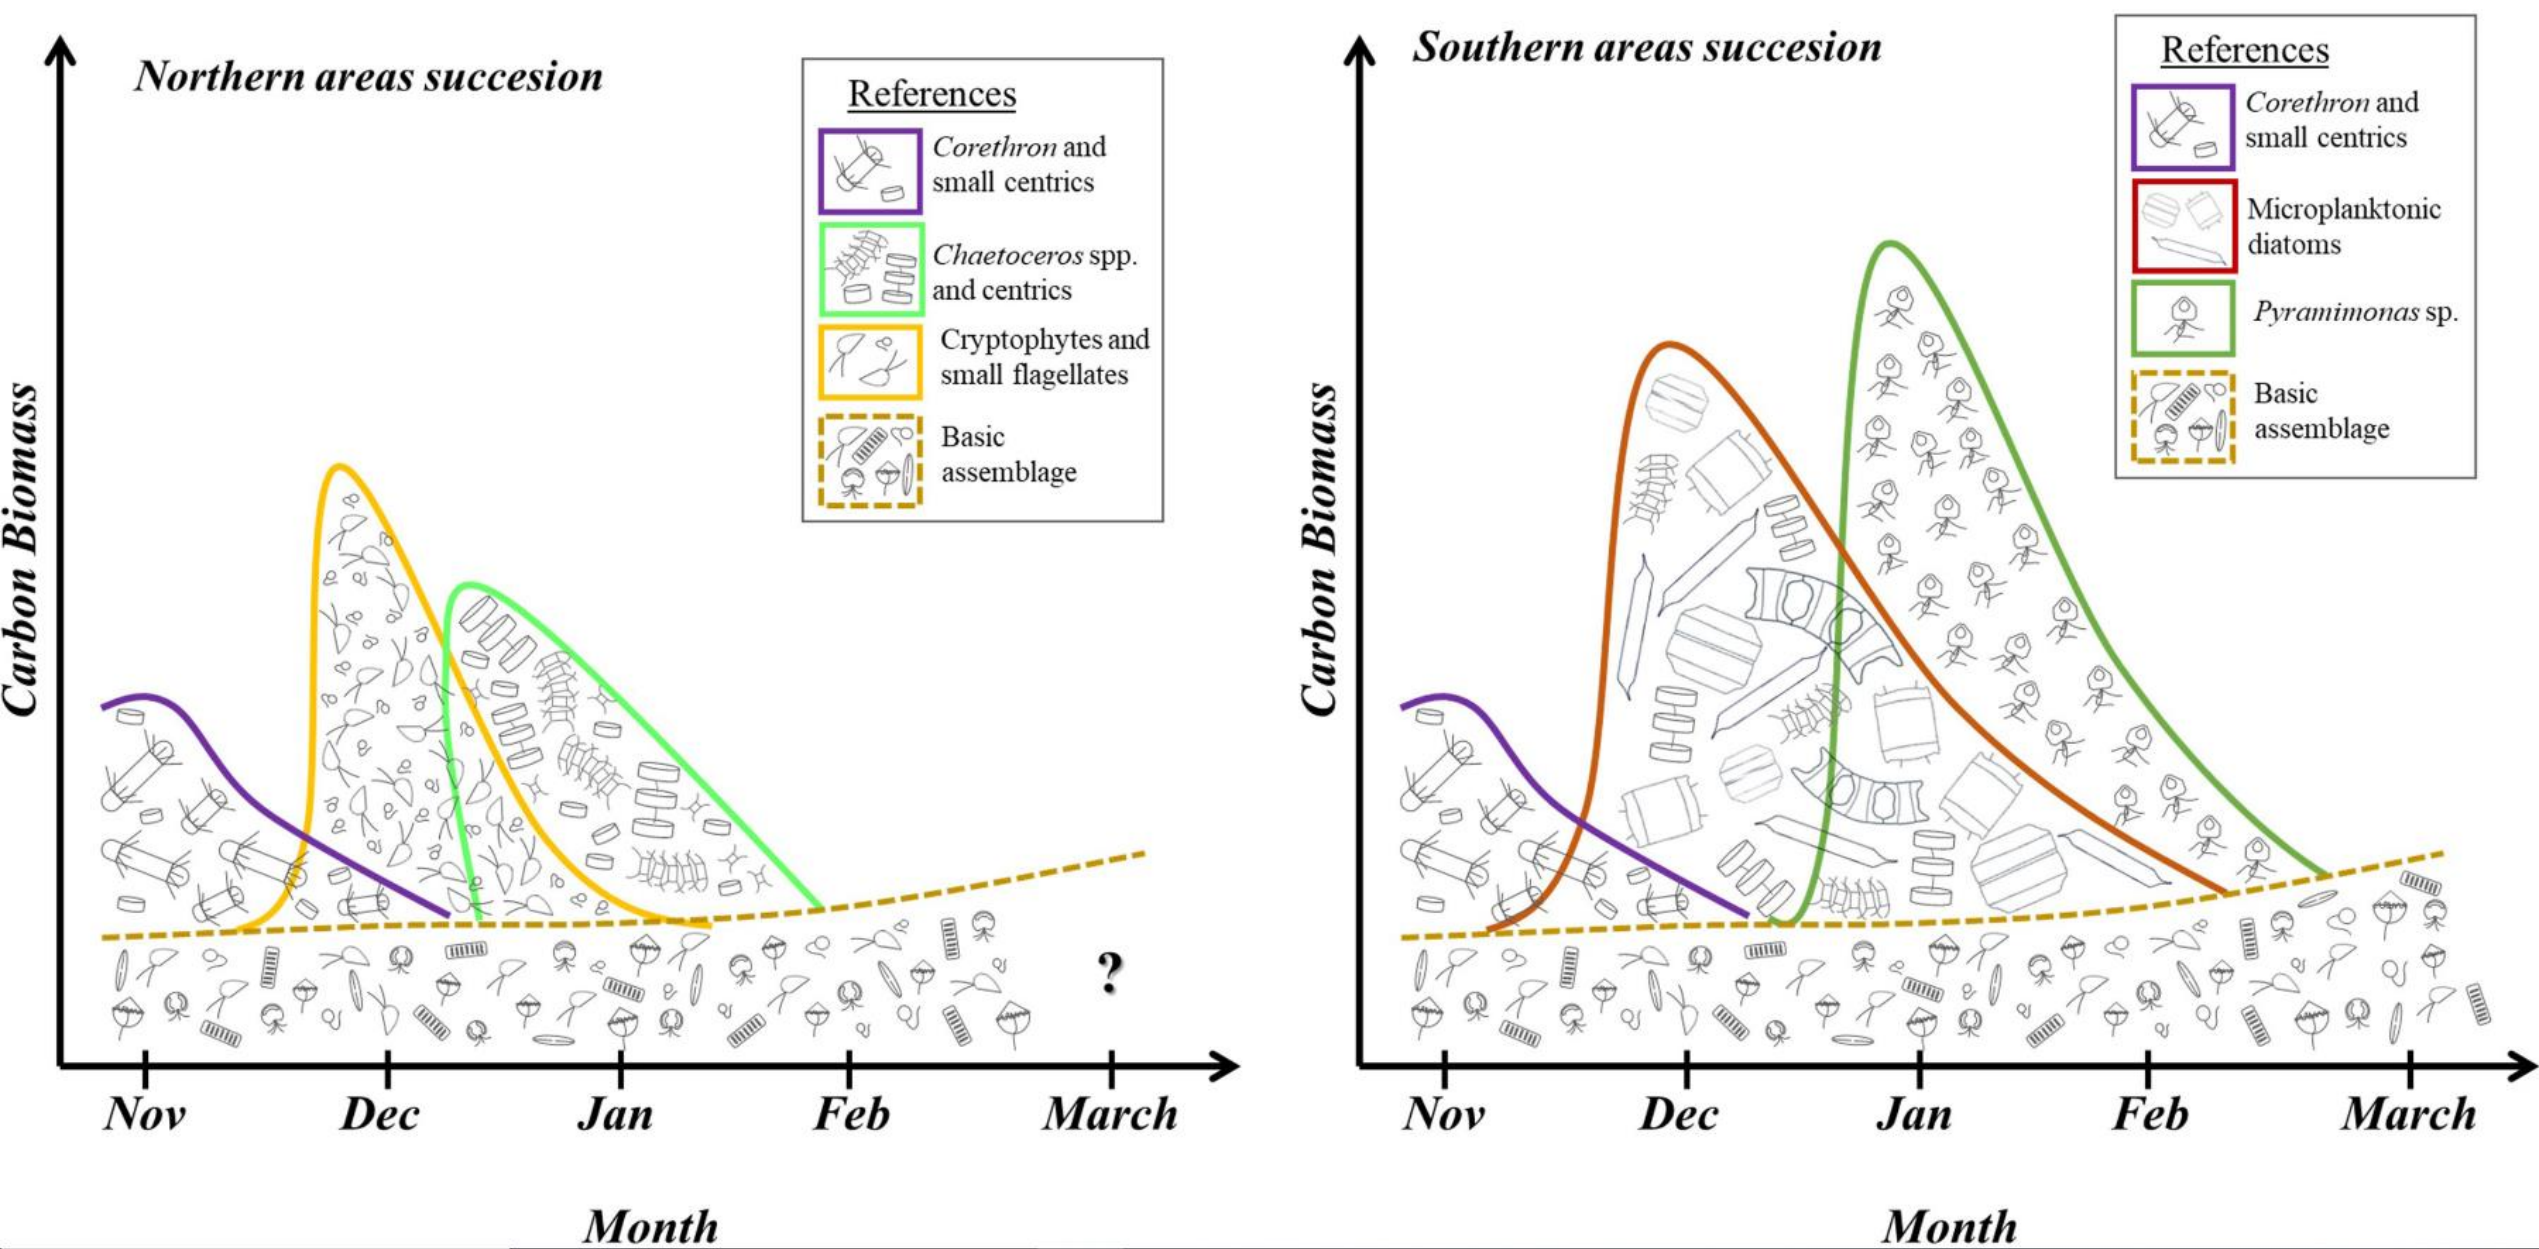 Northern areas succesion
References
Corethron and
small centrics
Chaetoceros spp.
and centrics
Cryptophytes and
small flagellates
Basic
assemblage
Carbon Biomass
?
Nov Dec Jan Feb March
Month
Southern areas succesion
References
Corethron and
small centrics
Microplanktonic
diatoms
Pyramimonas sp.
Basic
assemblage
Carbon Biomass
Nov Dec Jan Feb March
Month